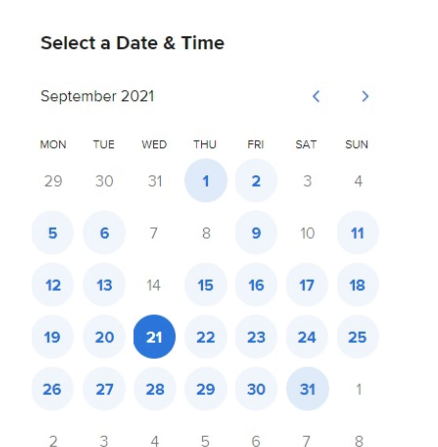 Select a Date & Time
September 2021
MON TUE WED THU FRI SAT SUN
29 30 31 1 2 3 4
5 6 7 8 9 10 11
12 13 14 15 16 17 18
19 20 21 22 23 24 25
26 27 28 29 30 31 1
2 3 4 5 6 7 8